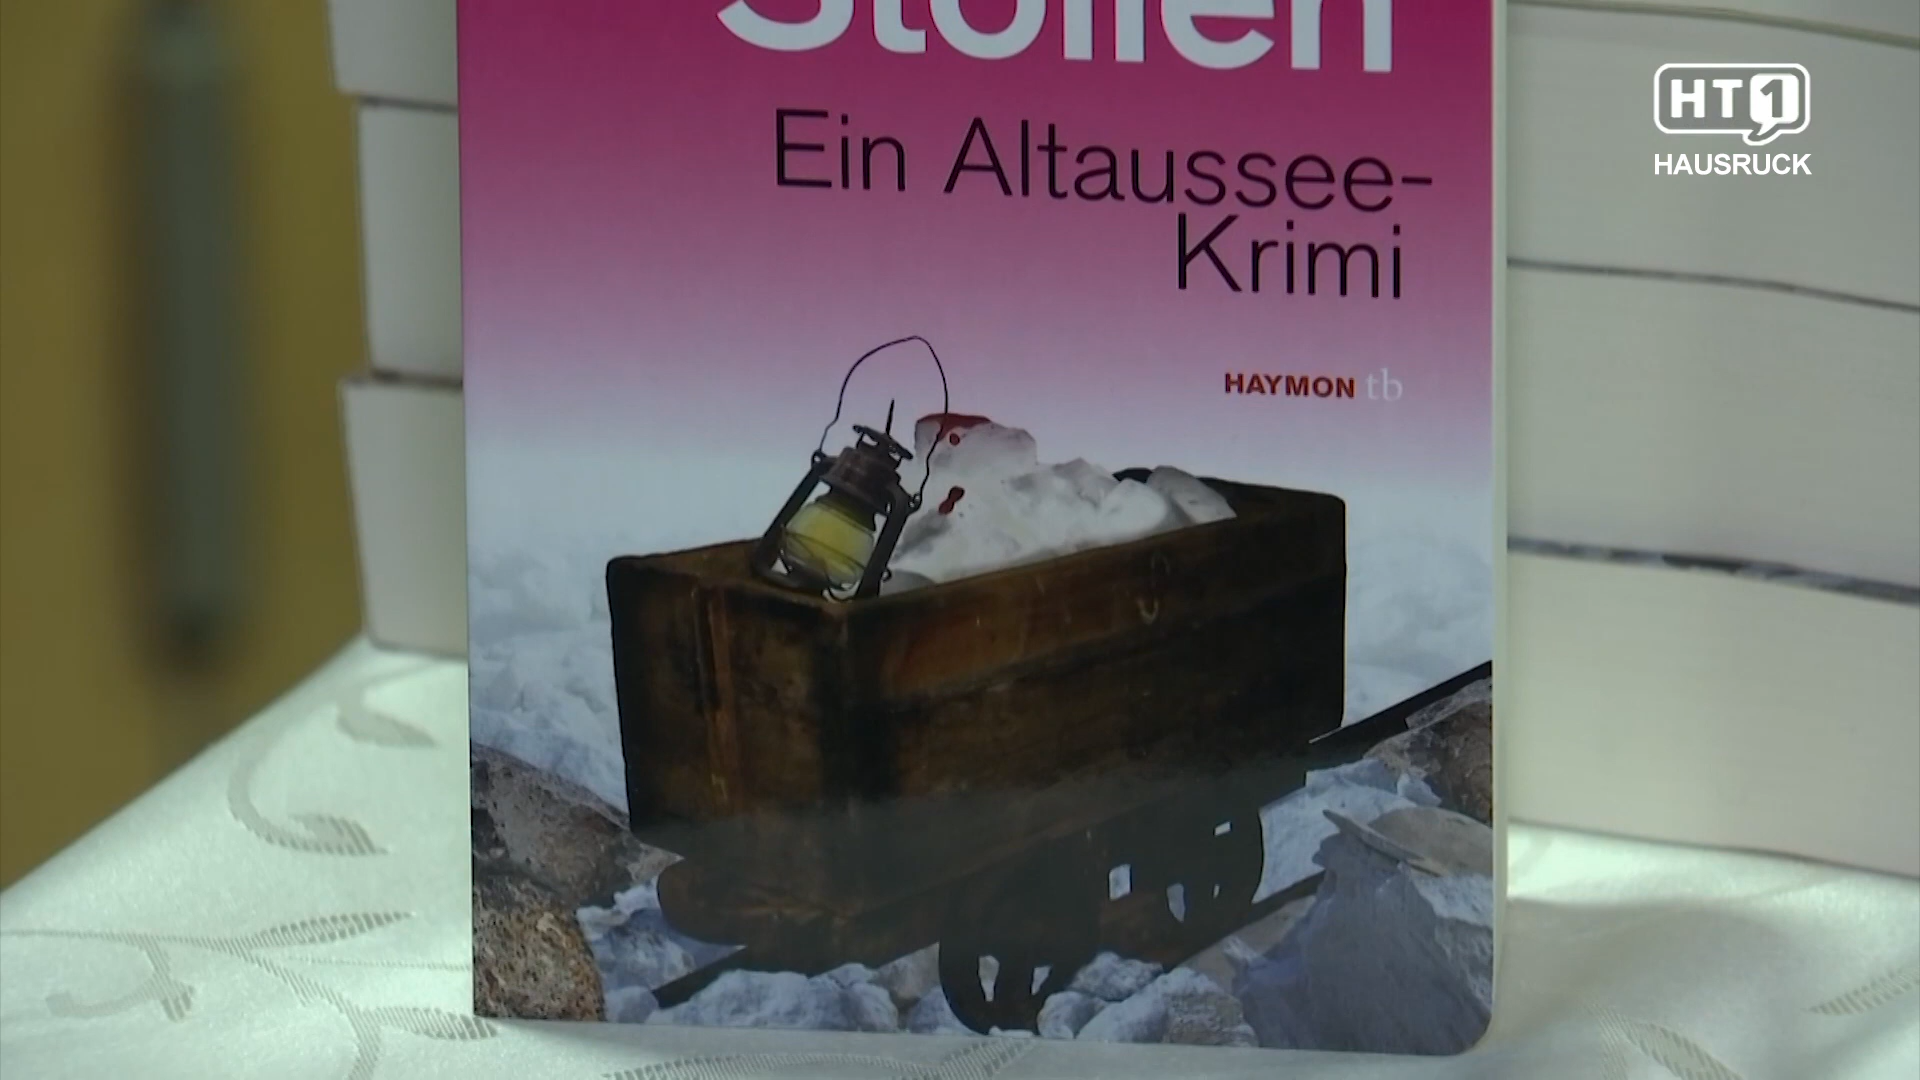 Stollen
Ein Altaussee-
Krimi
HAYMON tb
HT1
HAUSRUCK